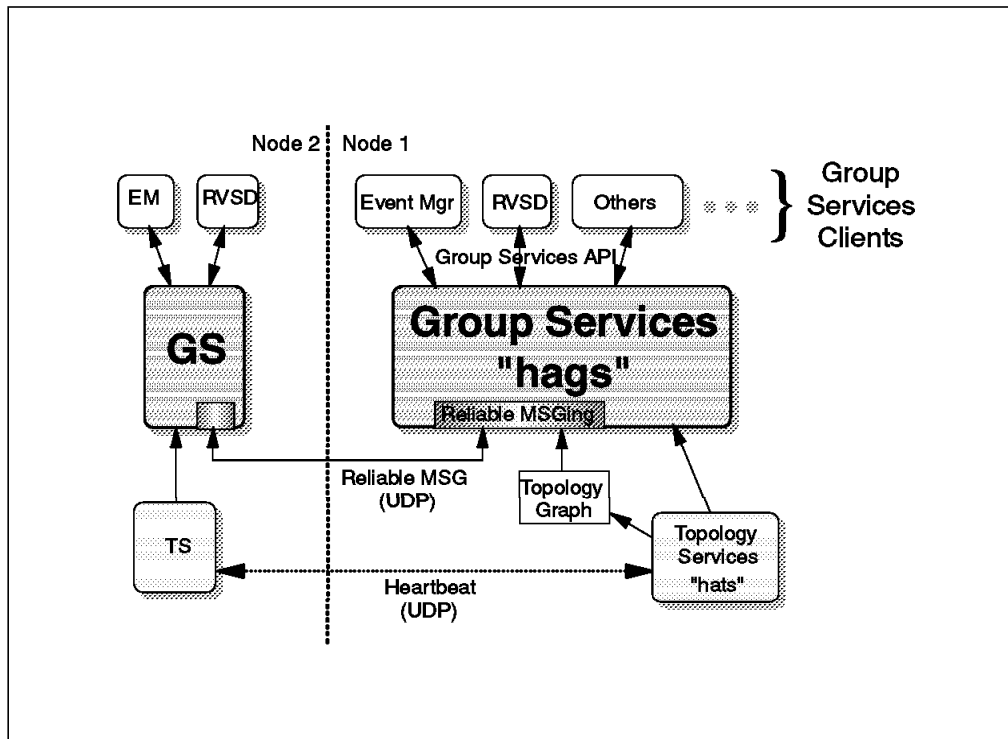 Node 2
Node 1
EM
RVSD
Event Mgr
RVSD
Others
Group
Services
Clients
Group Services API
GS
Group Services
"hags"
Reliable MSGing
Reliable MSG
(UDP)
Topology
Graph
TS
Topology
Services
"hats"
Heartbeat
(UDP)